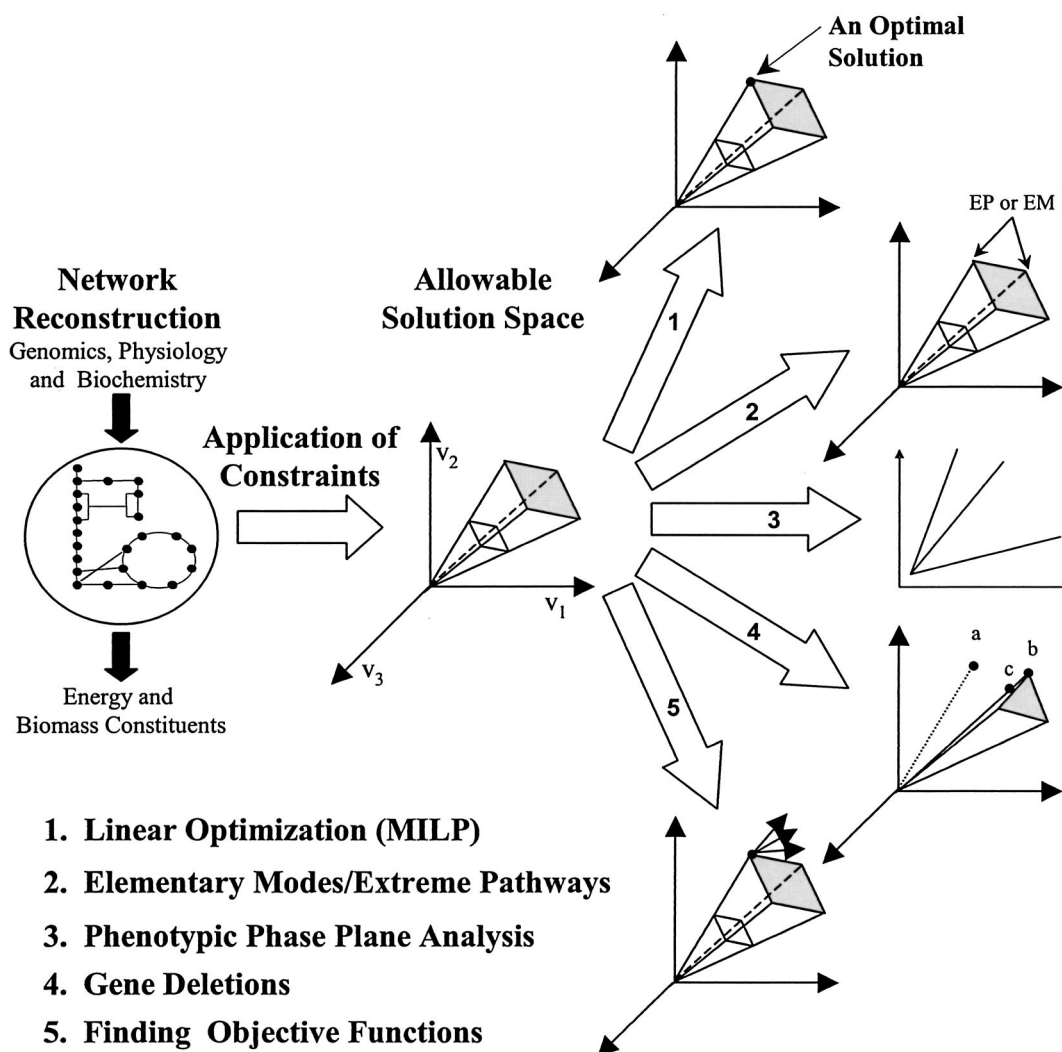 An Optimal
Solution
EP or EM
Network
Reconstruction
Genomics, Physiology
and Biochemistry
Allowable
Solution Space
Application of
Constraints
v2
v1
v3
1
2
3
4
5
a
b
c
Energy and
Biomass Constituents
1. Linear Optimization (MILP)
2. Elementary Modes/Extreme Pathways
3. Phenotypic Phase Plane Analysis
4. Gene Deletions
5. Finding Objective Functions